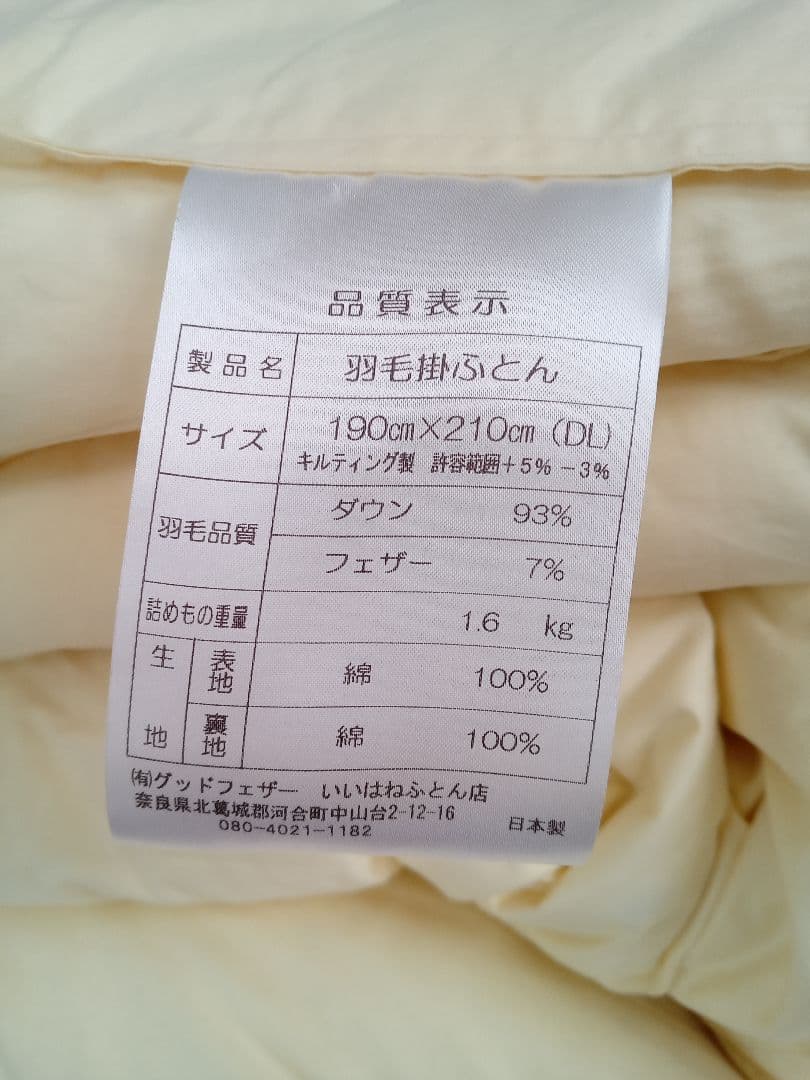 品質表示
製品名 羽毛掛ふとん
サイズ 190㎝×210㎝（DL）
キルティング製 許容範囲＋5％ －3％
羽毛品質 ダウン 93%
フェザー 7%
詰めもの重量 1.6 kg
生地 表地 綿 100%
裏地 綿 100%
㈲グッドフェザー いいはねふとん店
奈良県北葛城郡河合町中山台2-12-16
080-4021-1182 日本製